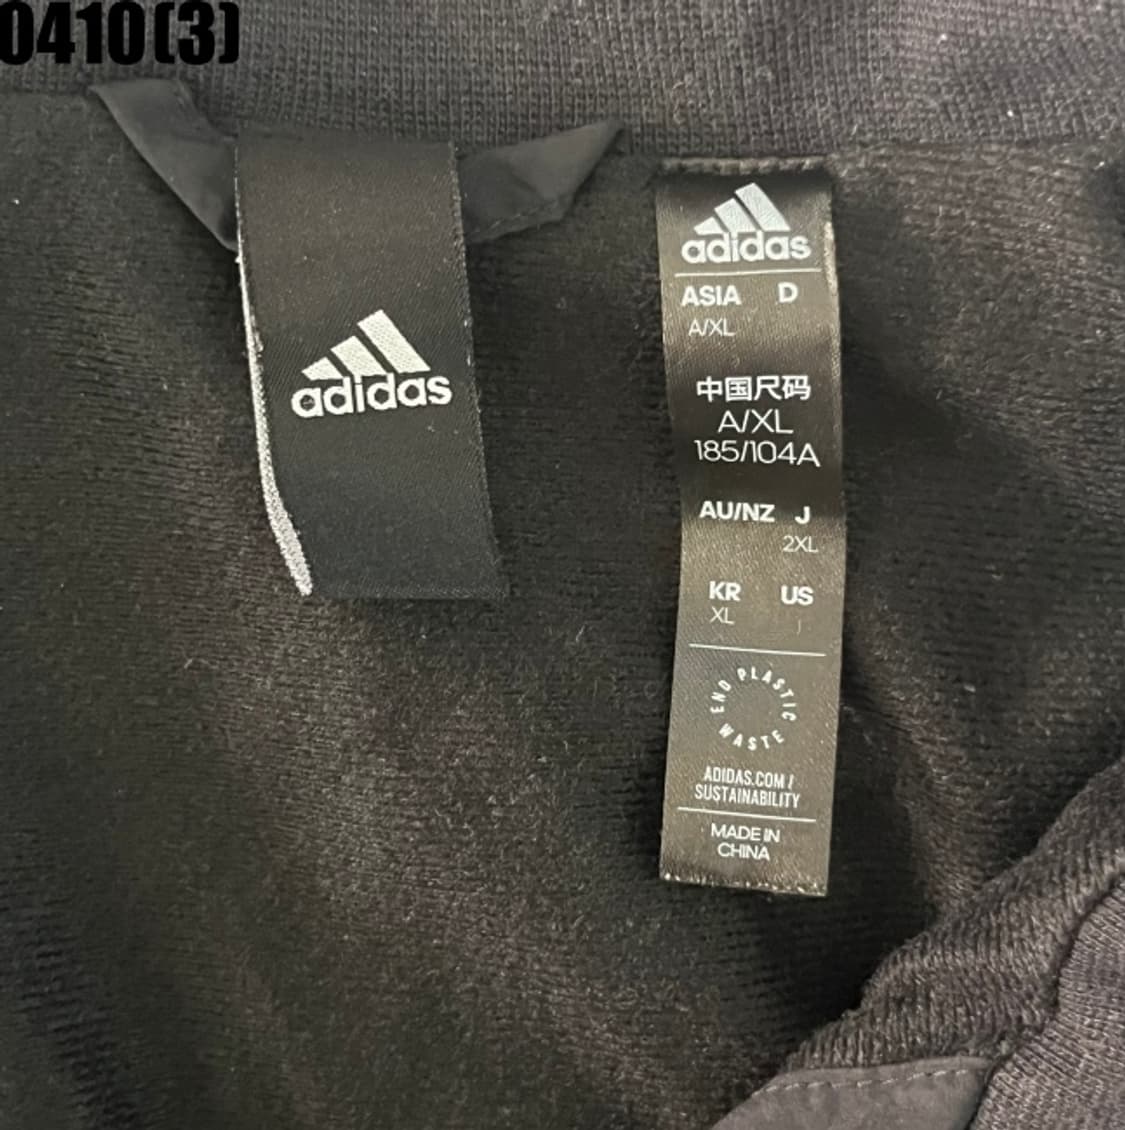 0410(3)
adidas
adidas
ASIA D
A/XL
中国尺码
A/XL
185/104A
AU/NZ J
2XL
KR US
XL
END PLASTIC WASTE
ADIDAS.COM /
SUSTAINABILITY
MADE IN
CHINA